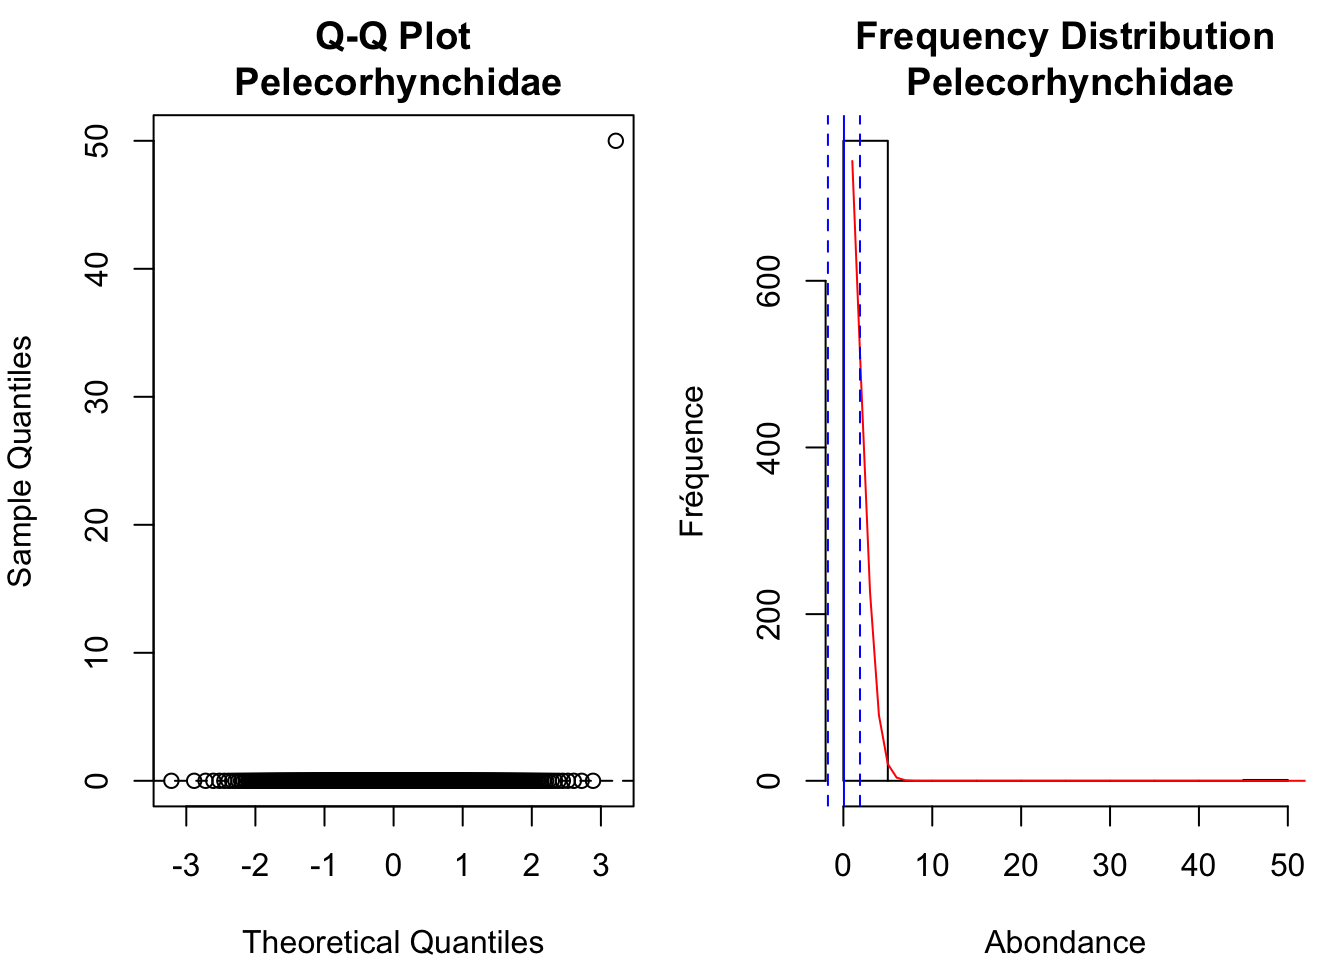 Q-Q Plot
Pelecorhynchidae
Sample Quantiles
50
40
30
20
10
0
-3 -2 -1 0 1 2 3
Theoretical Quantiles
Frequency Distribution
Pelecorhynchidae
Fréquence
600
400
200
0
0 10 20 30 40 50
Abondance